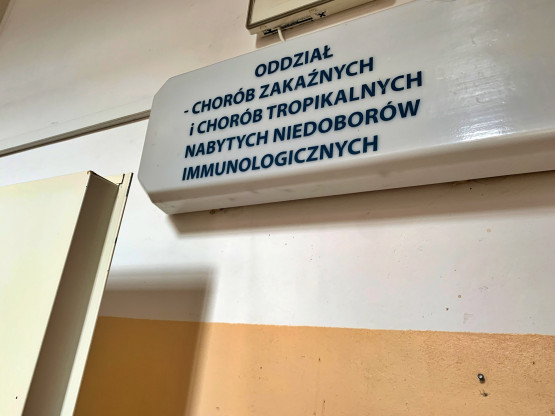 ODDZIAŁ
- CHORÓB ZAKAŹNYCH
i CHORÓB TROPIKALNYCH
NABYTYCH NIEDOBORÓW
IMMUNOLOGICZNYCH